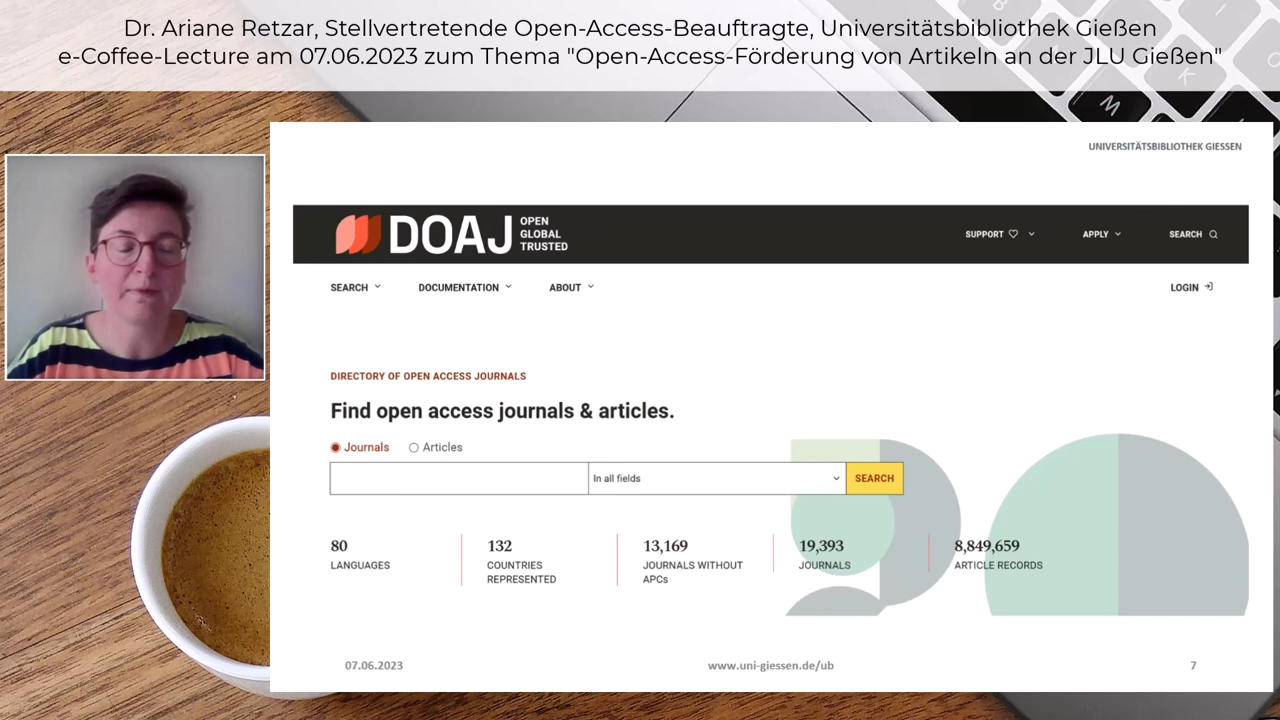 Dr. Ariane Retzar, Stellvertretende Open-Access-Beauftragte, Universitätsbibliothek Gießen
e-Coffee-Lecture am 07.06.2023 zum Thema "Open-Access-Förderung von Artikeln an der JLU Gießen"
UNIVERSITÄTSBIBLIOTHEK GIESSEN
DOAJ
OPEN
GLOBAL
TRUSTED
SUPPORT
APPLY
SEARCH
SEARCH
DOCUMENTATION
ABOUT
LOGIN
DIRECTORY OF OPEN ACCESS JOURNALS
Find open access journals & articles.
Journals
Articles
In all fields
SEARCH
80
LANGUAGES
132
COUNTRIES
REPRESENTED
13,169
JOURNALS WITHOUT
APCs
19,393
JOURNALS
8,849,659
ARTICLE RECORDS
07.06.2023
www.uni-giessen.de/ub
7